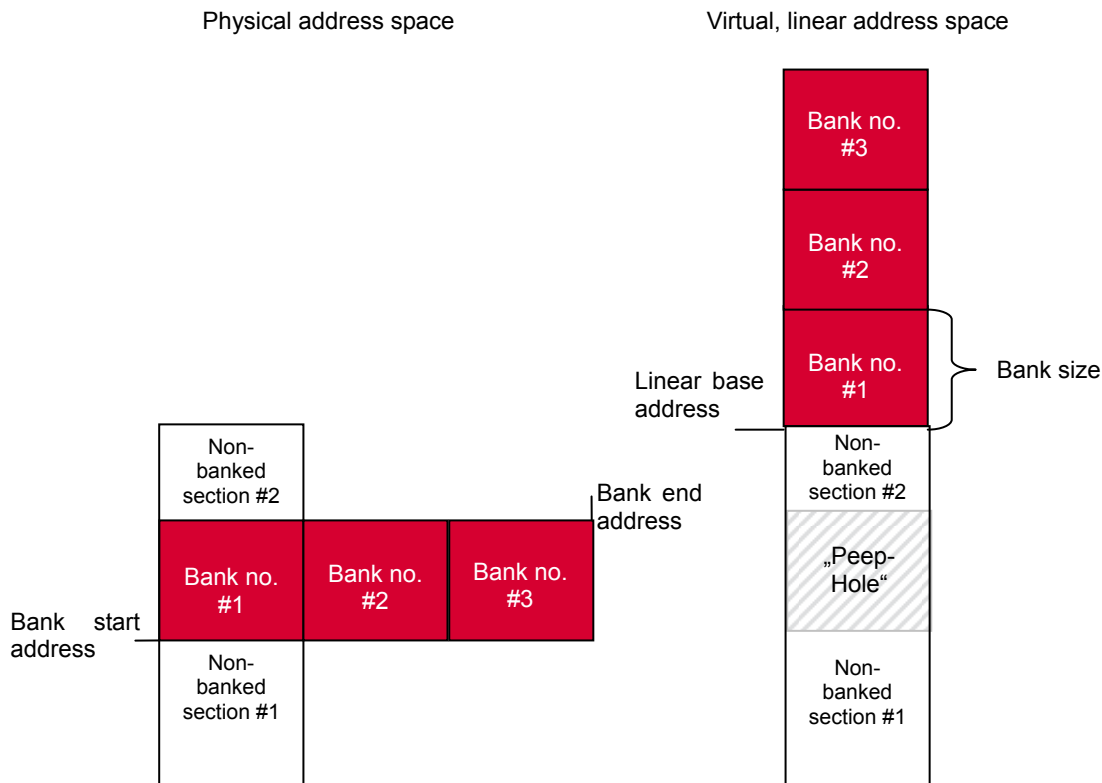 Physical address space
Virtual, linear address space
Bank no.
#3
Bank no.
#2
Bank no.
#1
Linear base
address
Bank size
Non-
banked
section #2
„Peep-
Hole“
Non-
banked
section #1
Non-
banked
section #2
Bank end
address
Bank no.
#1
Bank no.
#2
Bank no.
#3
Bank start
address
Non-
banked
section #1